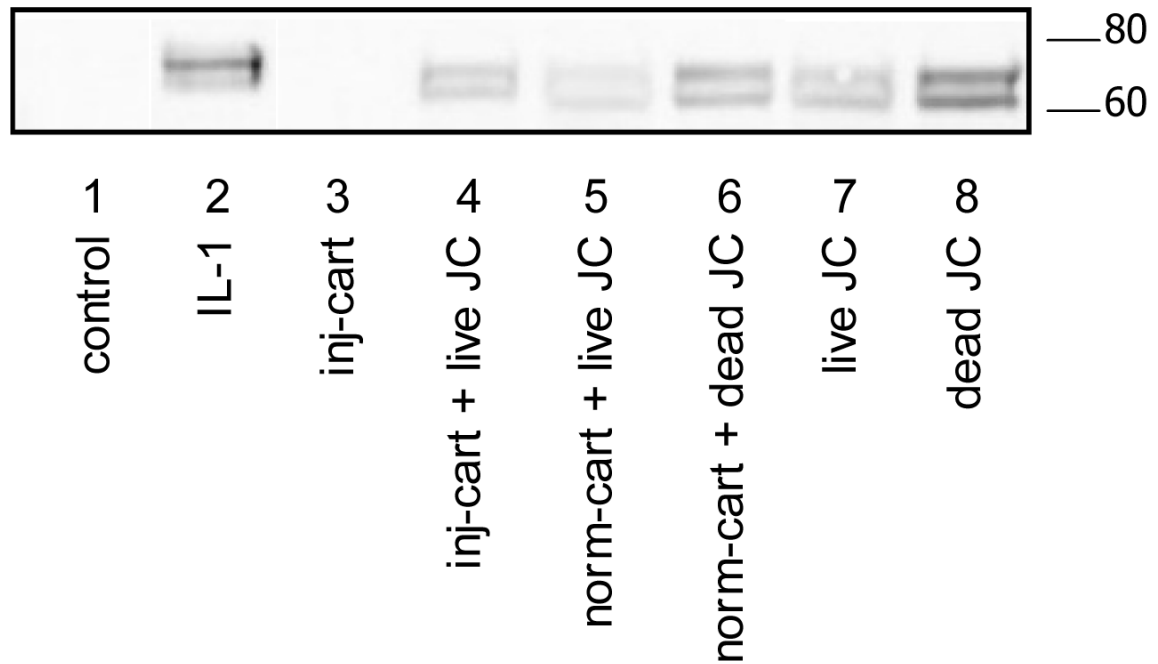 80
60
1 2 3 4 5 6 7 8
control
IL-1
inj-cart
inj-cart + live JC
norm-cart + live JC
norm-cart + dead JC
live JC
dead JC